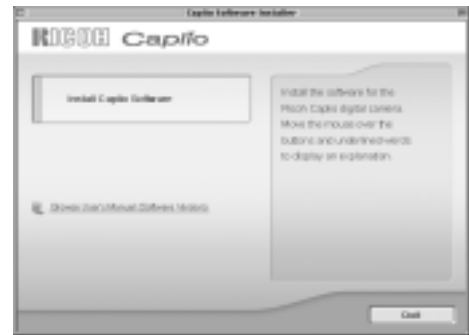 Caplio Software Installer
RICOH Caplio
Install Caplio Software
Install the software for the
Ricoh Caplio digital camera.
Move the mouse over the
buttons and underlined words
to display an explanation.
Browse User's Manual (Software Version)
Quit